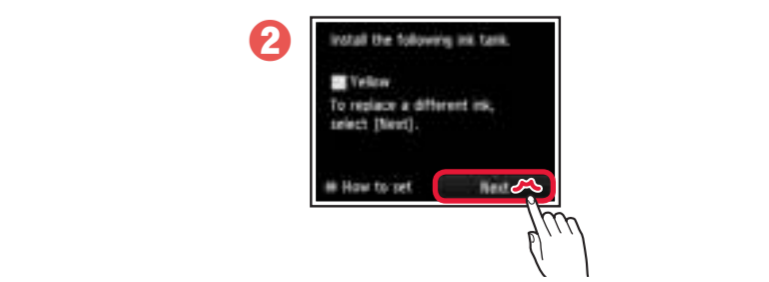 2
Install the following ink tank.
Yellow
To replace a different ink,
select [Next].
How to set
Next